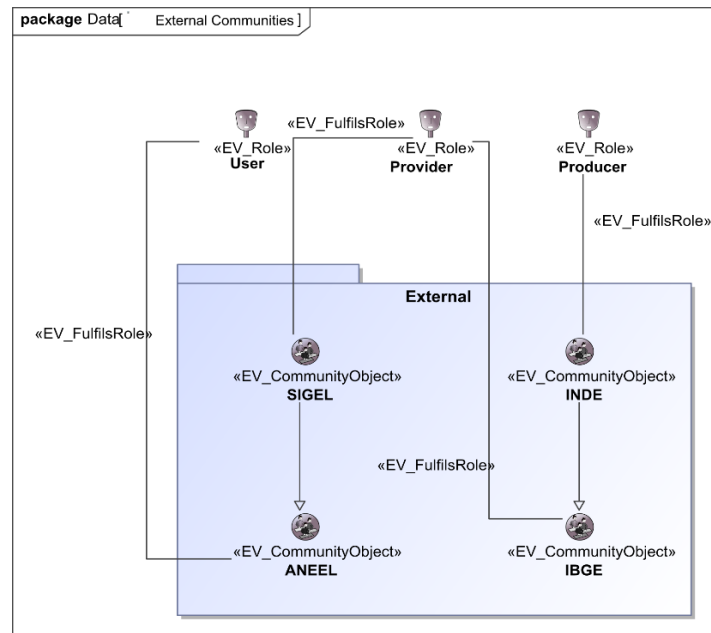 package Data[ External Communities ]
«EV_FulfilsRole»
«EV_Role» «EV_Role» «EV_Role»
User Provider Producer
«EV_FulfilsRole»
External
«EV_FulfilsRole»
«EV_CommunityObject» «EV_CommunityObject»
SIGEL INDE
«EV_FulfilsRole»
«EV_CommunityObject» «EV_CommunityObject»
ANEEL IBGE